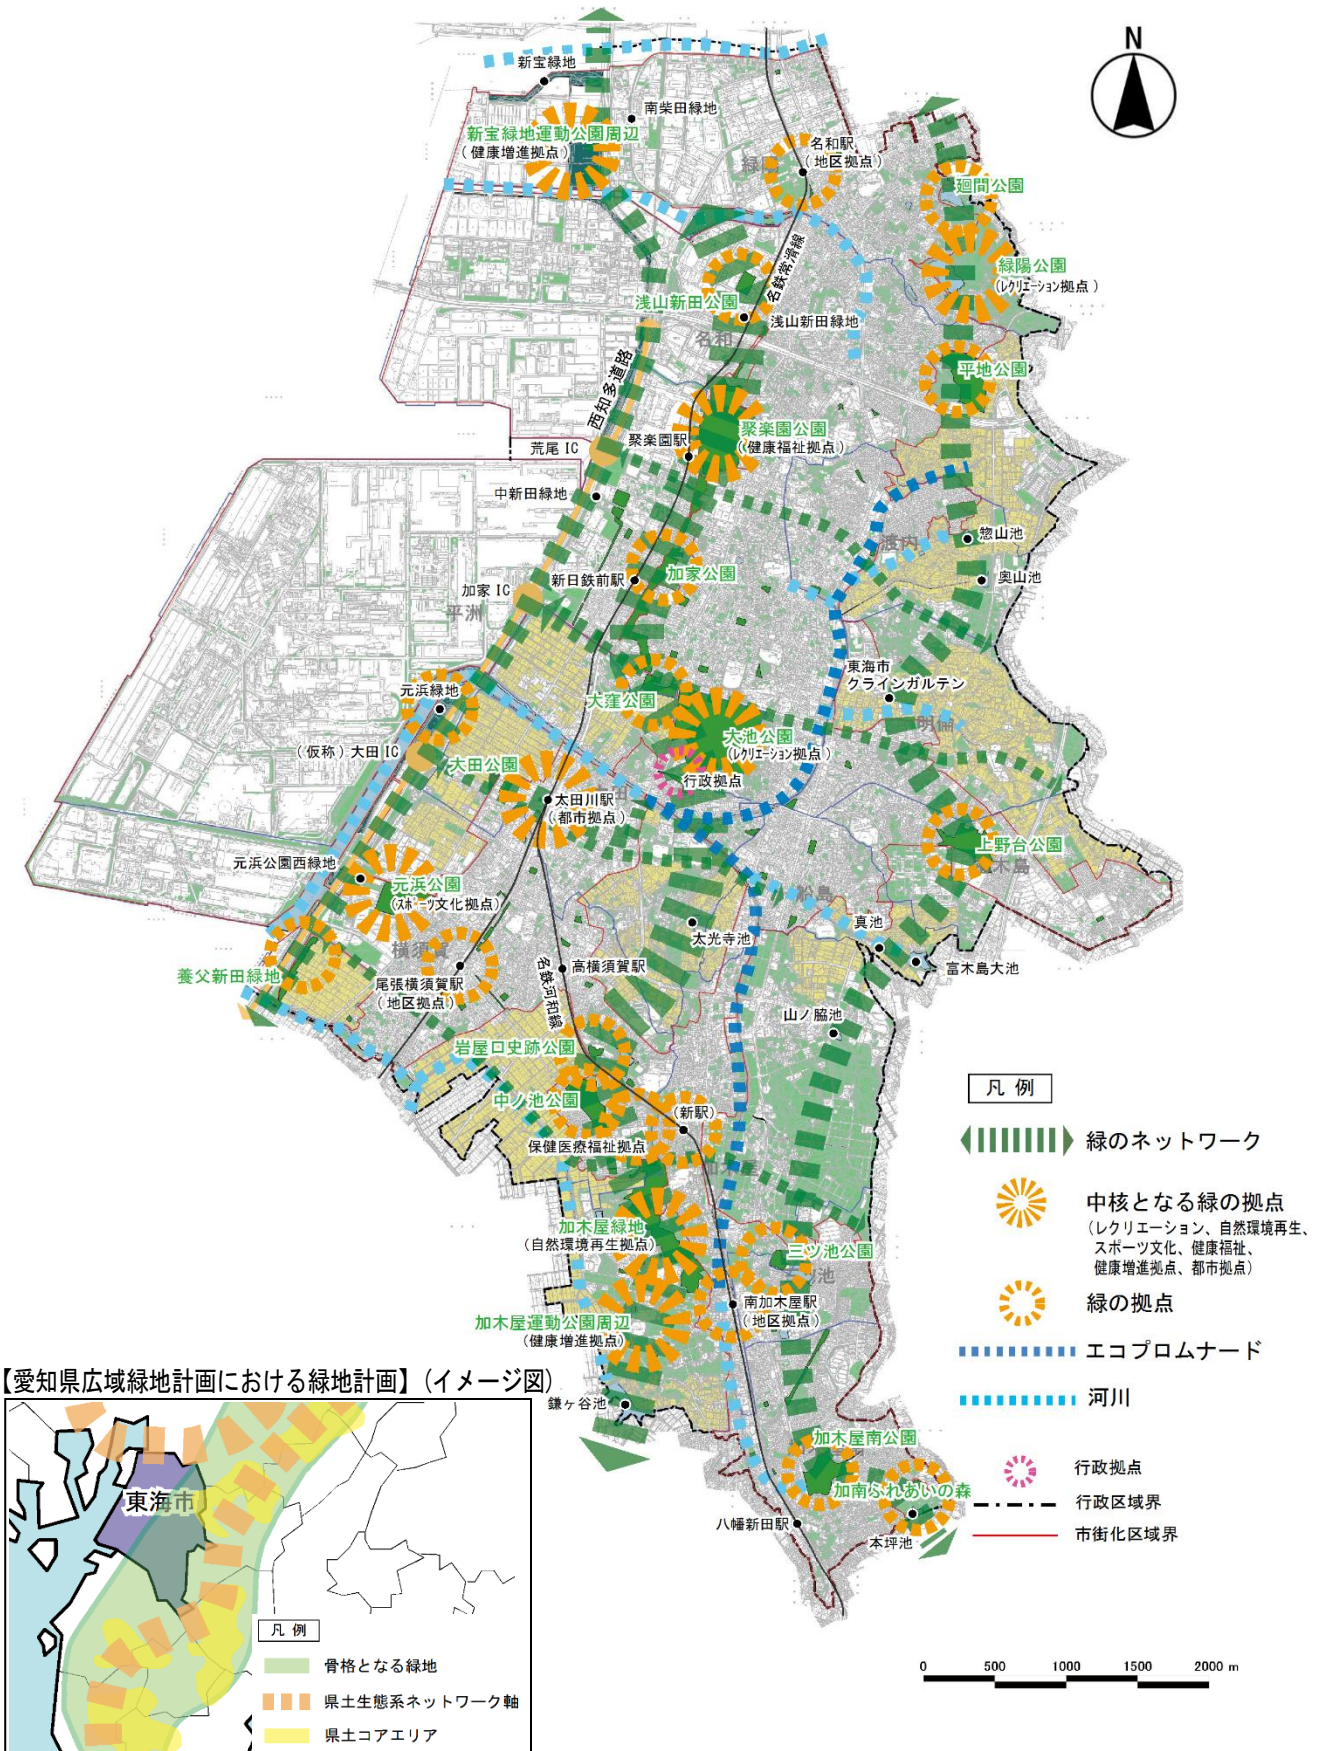 N
新宝緑地
南柴田緑地
新宝緑地運動公園周辺
(健康増進拠点)
名和駅
(地区拠点)
緑陽
廻間公園
緑陽公園
(レクリエーション拠点)
名鉄常滑線
浅山新田公園
浅山新田緑地
名和
平地公園
西知多道路
聚楽園公園
(健康福祉拠点)
聚楽園駅
荒尾 IC
中新田緑地
渡内
惣山池
奥山池
加家公園
新日鉄前駅
加家 IC
平洲
東海市
クラインガルテン
元浜緑地
大窪公園
大池公園
(レクリエーション拠点)
明倫
(仮称)大田 IC
大田公園
行政拠点
太田川駅
(都市拠点)
大田
上野台公園
富木島
元浜公園西緑地
元浜公園
(スポーツ文化拠点)
船島
真池
太光寺池
富木島大池
横須賀
養父新田緑地
尾張横須賀駅
(地区拠点)
高横須賀駅
名鉄河和線
山ノ脇池
岩屋口史跡公園
中ノ池公園
(新駅)
保健医療福祉拠点
加木屋
加木屋緑地
(自然環境再生拠点)
三ツ池公園
三ツ池
南加木屋駅
(地区拠点)
加木屋運動公園周辺
(健康増進拠点)
鎌ヶ谷池
加木屋南公園
加南ふれあいの森
八幡新田駅
本坪池
凡 例
緑のネットワーク
中核となる緑の拠点
(レクリエーション、自然環境再生、
スポーツ文化、健康福祉、
健康増進拠点、都市拠点)
緑の拠点
エコプロムナード
河川
行政拠点
行政区域界
市街化区域界
0 500 1000 1500 2000 m
【愛知県広域緑地計画における緑地計画】(イメージ図)
東海市
凡 例
骨格となる緑地
県土生態系ネットワーク軸
県土コアエリア